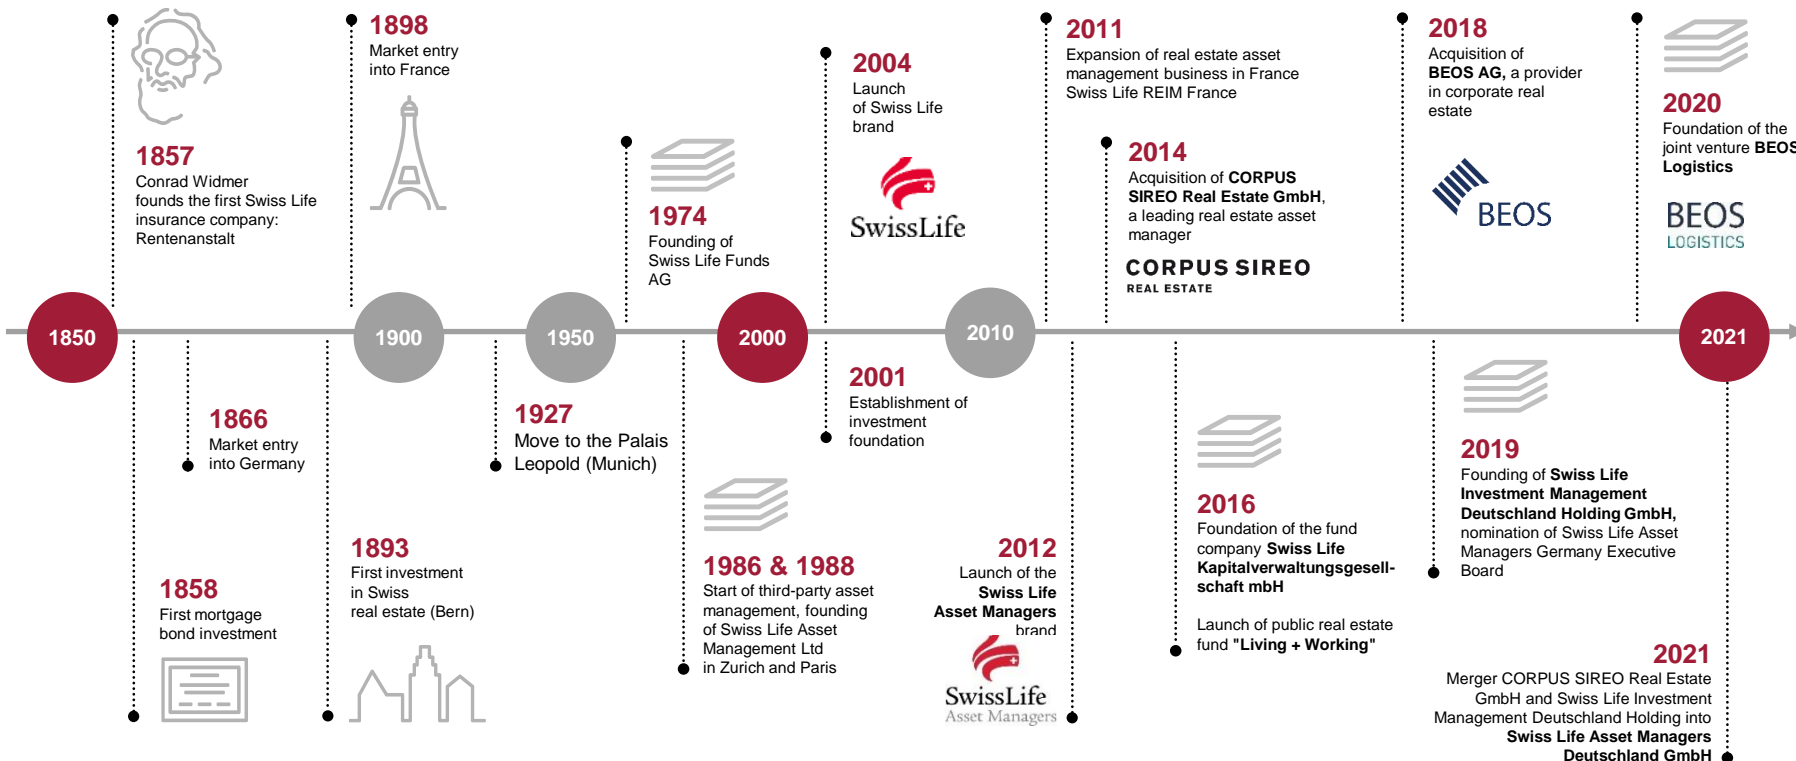 1857
Conrad Widmer
founds the first Swiss Life
insurance company:
Rentenanstalt
1898
Market entry
into France
1974
Founding of
Swiss Life Funds
AG
2004
Launch
of Swiss Life
brand
SwissLife
2011
Expansion of real estate asset
management business in France
Swiss Life REIM France
2014
Acquisition of CORPUS
SIREO Real Estate GmbH,
a leading real estate asset
manager
CORPUS SIREO
REAL ESTATE
2018
Acquisition of
BEOS AG, a provider
in corporate real
estate
BEOS
2020
Foundation of the
joint venture BEOS
Logistics
BEOS
LOGISTICS
1850
1900
1950
2000
2010
2021
1866
Market entry
into Germany
1858
First mortgage
bond investment
1893
First investment
in Swiss
real estate (Bern)
1927
Move to the Palais
Leopold (Munich)
1986 & 1988
Start of third-party asset
management, founding
of Swiss Life Asset
Management Ltd
in Zurich and Paris
2001
Establishment of
investment
foundation
2012
Launch of the
Swiss Life
Asset Managers
brand
SwissLife
Asset Managers
2016
Foundation of the fund
company Swiss Life
Kapitalverwaltungsgesell-
schaft mbH
Launch of public real estate
fund "Living + Working"
2019
Founding of Swiss Life
Investment Management
Deutschland Holding GmbH,
nomination of Swiss Life Asset
Managers Germany Executive
Board
2021
Merger CORPUS SIREO Real Estate
GmbH and Swiss Life Investment
Management Deutschland Holding into
Swiss Life Asset Managers
Deutschland GmbH